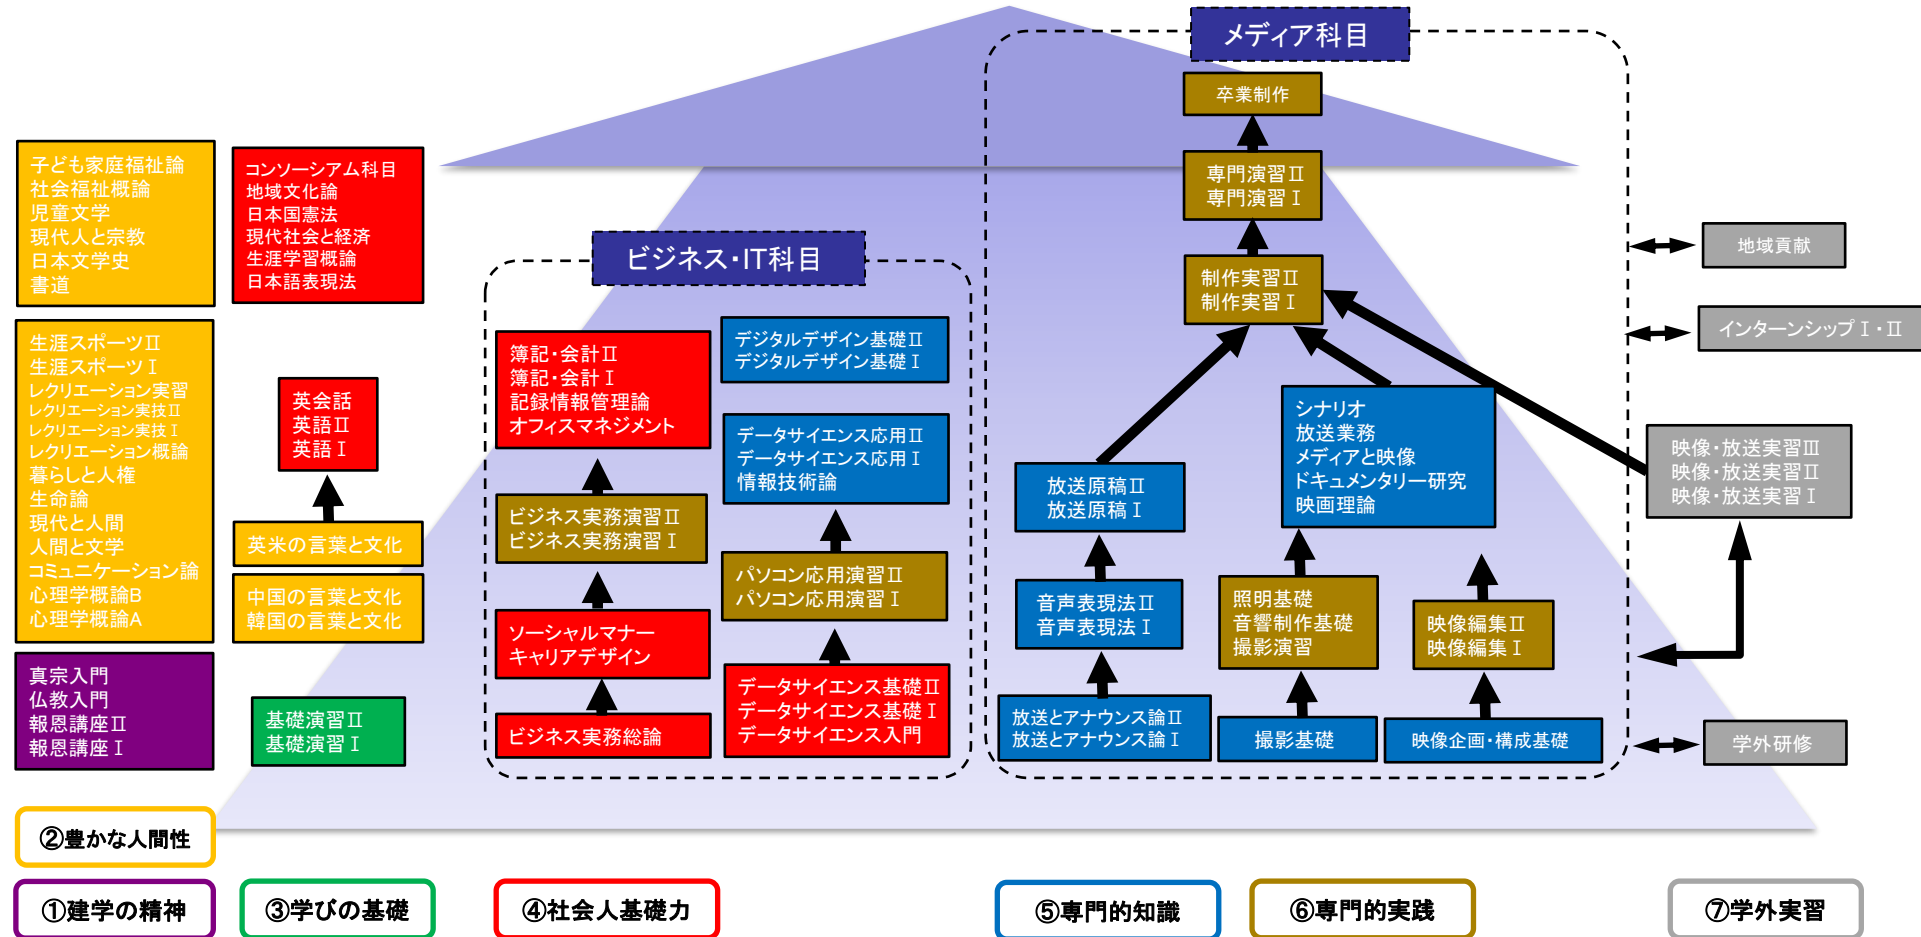 メディア科目
卒業制作
専門演習Ⅱ
専門演習Ⅰ
制作実習Ⅱ
制作実習Ⅰ
シナリオ
放送業務
メディアと映像
ドキュメンタリー研究
映画理論
放送原稿Ⅱ
放送原稿Ⅰ
音声表現法Ⅱ
音声表現法Ⅰ
照明基礎
音響制作基礎
撮影演習
映像編集Ⅱ
映像編集Ⅰ
放送とアナウンス論Ⅱ
放送とアナウンス論Ⅰ
撮影基礎
映像企画・構成基礎
地域貢献
インターンシップⅠ・Ⅱ
映像・放送実習Ⅲ
映像・放送実習Ⅱ
映像・放送実習Ⅰ
学外研修
ビジネス・IT科目
簿記・会計Ⅱ
簿記・会計Ⅰ
記録情報管理論
オフィスマネジメント
ビジネス実務演習Ⅱ
ビジネス実務演習Ⅰ
ソーシャルマナー
キャリアデザイン
ビジネス実務総論
デジタルデザイン基礎Ⅱ
デジタルデザイン基礎Ⅰ
データサイエンス応用Ⅱ
データサイエンス応用Ⅰ
情報技術論
パソコン応用演習Ⅱ
パソコン応用演習Ⅰ
データサイエンス基礎Ⅱ
データサイエンス基礎Ⅰ
データサイエンス入門
子ども家庭福祉論
社会福祉概論
児童文学
現代人と宗教
日本文学史
書道
生涯スポーツⅡ
生涯スポーツⅠ
レクリエーション実習
レクリエーション実技Ⅱ
レクリエーション実技Ⅰ
レクリエーション概論
暮らしと人権
生命論
現代と人間
人間と文学
コミュニケーション論
心理学概論B
心理学概論A
真宗入門
仏教入門
報恩講座Ⅱ
報恩講座Ⅰ
コンソーシアム科目
地域文化論
日本国憲法
現代社会と経済
生涯学習概論
日本語表現法
英会話
英語Ⅱ
英語Ⅰ
英米の言葉と文化
中国の言葉と文化
韓国の言葉と文化
基礎演習Ⅱ
基礎演習Ⅰ
②豊かな人間性
①建学の精神
③学びの基礎
④社会人基礎力
⑤専門的知識
⑥専門的実践
⑦学外実習